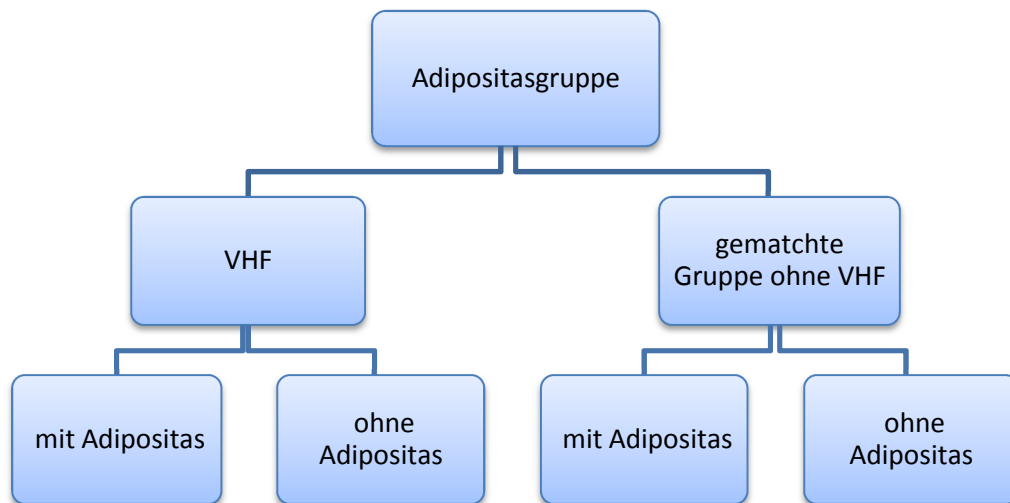 Adipositasgruppe
VHF
gematchte
Gruppe ohne VHF
mit Adipositas
ohne
Adipositas
mit Adipositas
ohne
Adipositas